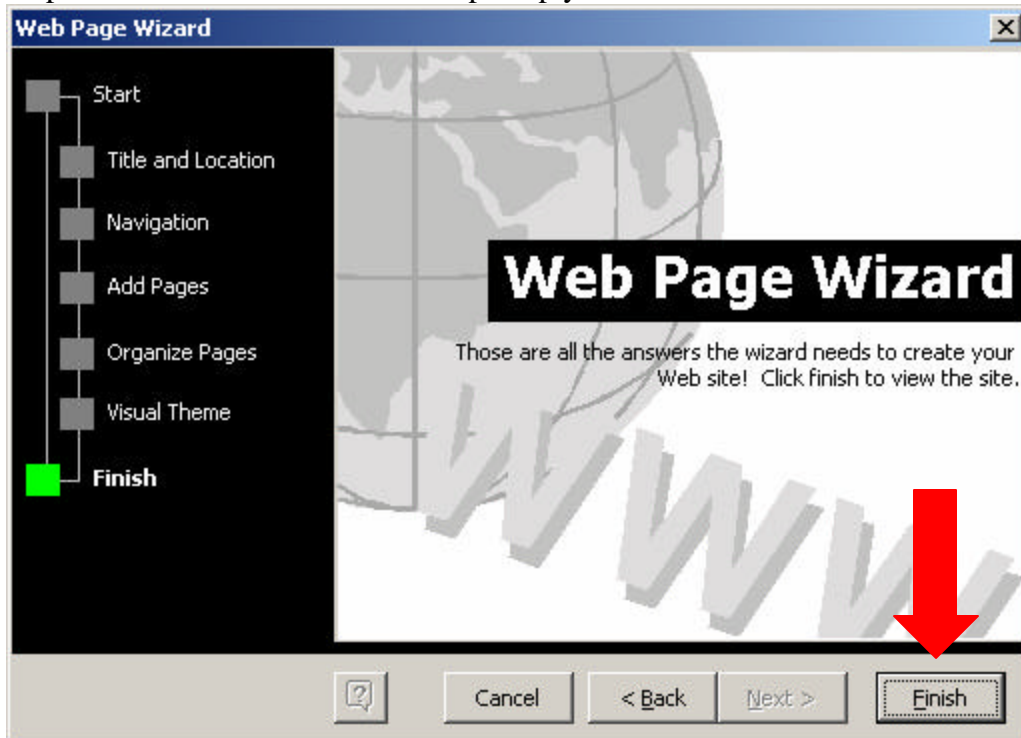 Web Page Wizard
Start
Title and Location
Navigation
Add Pages
Organize Pages
Visual Theme
Finish
Web Page Wizard
Those are all the answers the wizard needs to create your
Web site! Click finish to view the site.
WWW
Cancel
< Back
Next >
Finish